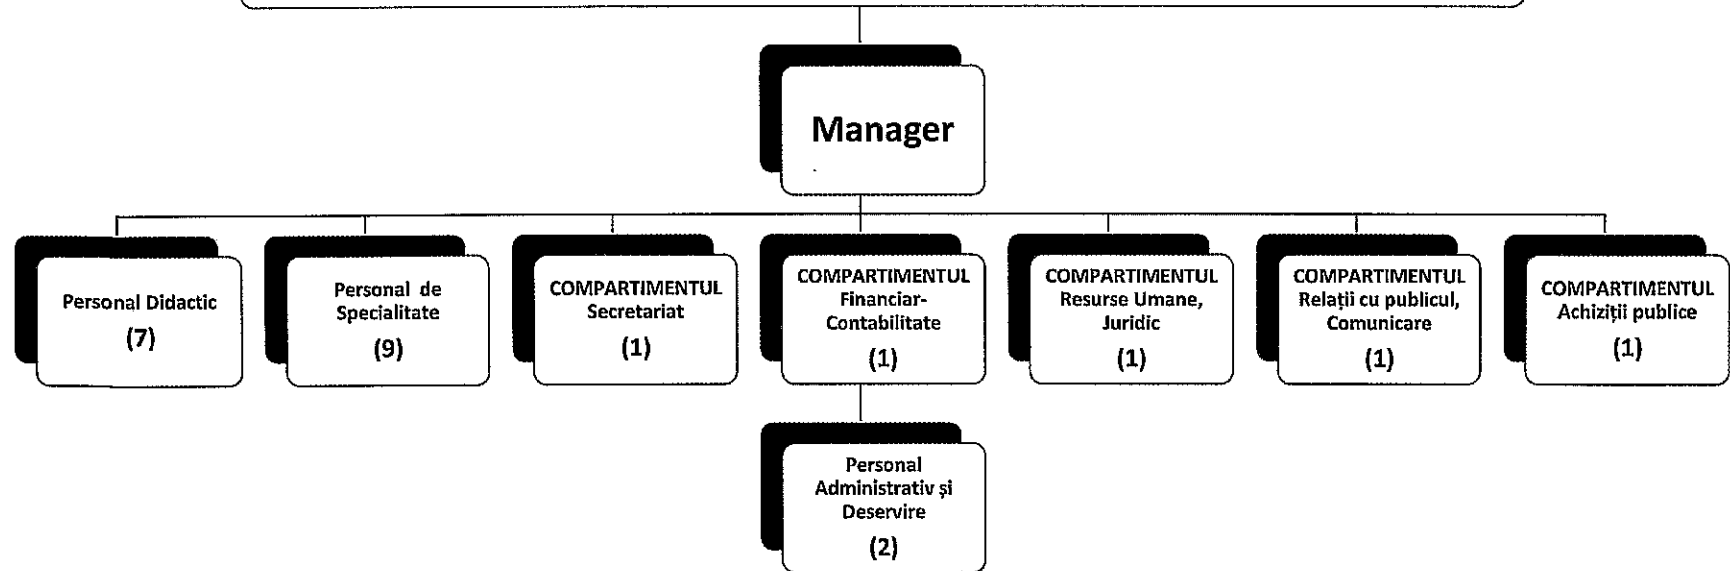 Manager
Personal Didactic
(7)
Personal de
Specialitate
(9)
COMPARTIMENTUL
Secretariat
(1)
COMPARTIMENTUL
Financiar-
Contabilitate
(1)
COMPARTIMENTUL
Resurse Umane,
Juridic
(1)
COMPARTIMENTUL
Relații cu publicul,
Comunicare
(1)
COMPARTIMENTUL
Achiziții publice
(1)
Personal
Administrativ și
Deservire
(2)